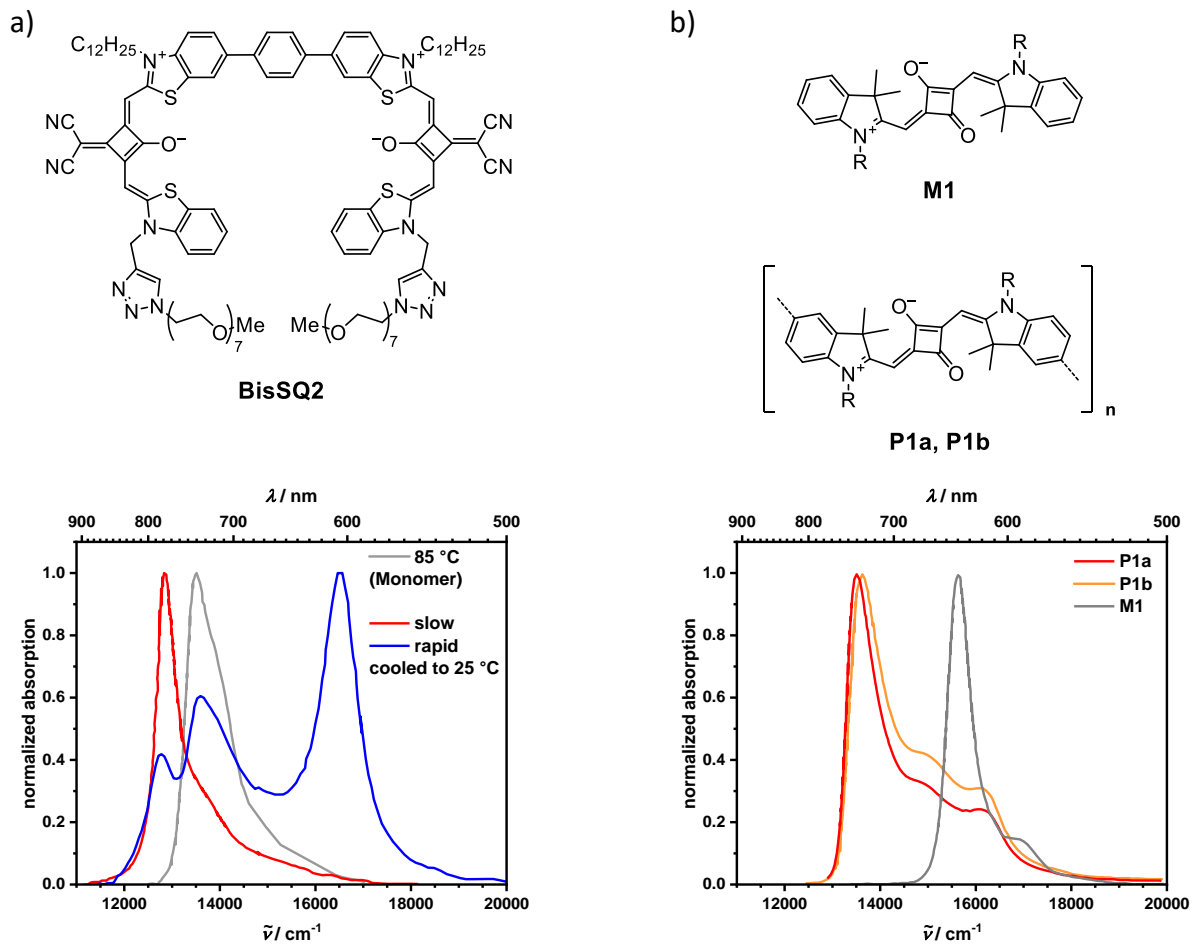 a)
C12H25
N+
N+
C12H25
S
S
NC
NC
O−
−O
CN
CN
S
S
N
N
N
N
N
N
N
N
O
7
Me
Me
O
7
BisSQ2
λ / nm
900 800 700 600 500
normalized absorption
1.0
0.8
0.6
0.4
0.2
0.0
85 °C
(Monomer)
slow
rapid
cooled to 25 °C
12000 14000 16000 18000 20000
ṽ / cm-1
b)
R
O−
N
N+
O
R
M1
R
O−
N
N+
O
R
n
P1a, P1b
λ / nm
900 800 700 600 500
normalized absorption
1.0
0.8
0.6
0.4
0.2
0.0
P1a
P1b
M1
12000 14000 16000 18000 20000
ṽ / cm-1